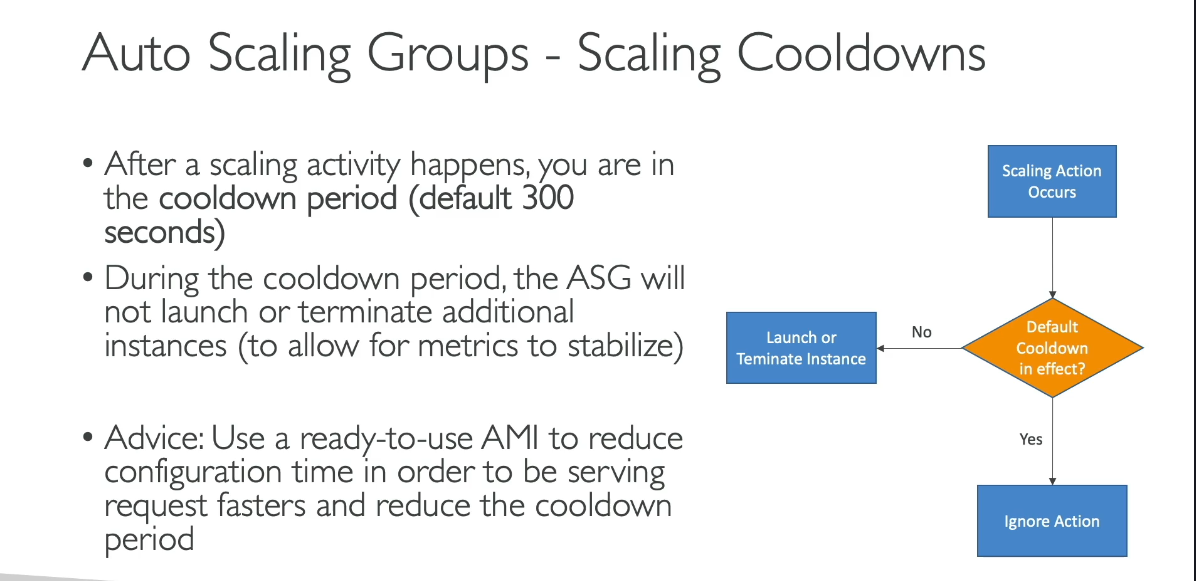 Auto Scaling Groups - Scaling Cooldowns
• After a scaling activity happens, you are in
the cooldown period (default 300
seconds)
• During the cooldown period, the ASG will
not launch or terminate additional
instances (to allow for metrics to stabilize)
• Advice: Use a ready-to-use AMI to reduce
configuration time in order to be serving
request fasters and reduce the cooldown
period
Scaling Action
Occurs
Default
Cooldown
in effect?
No
Launch or
Teminate Instance
Yes
Ignore Action